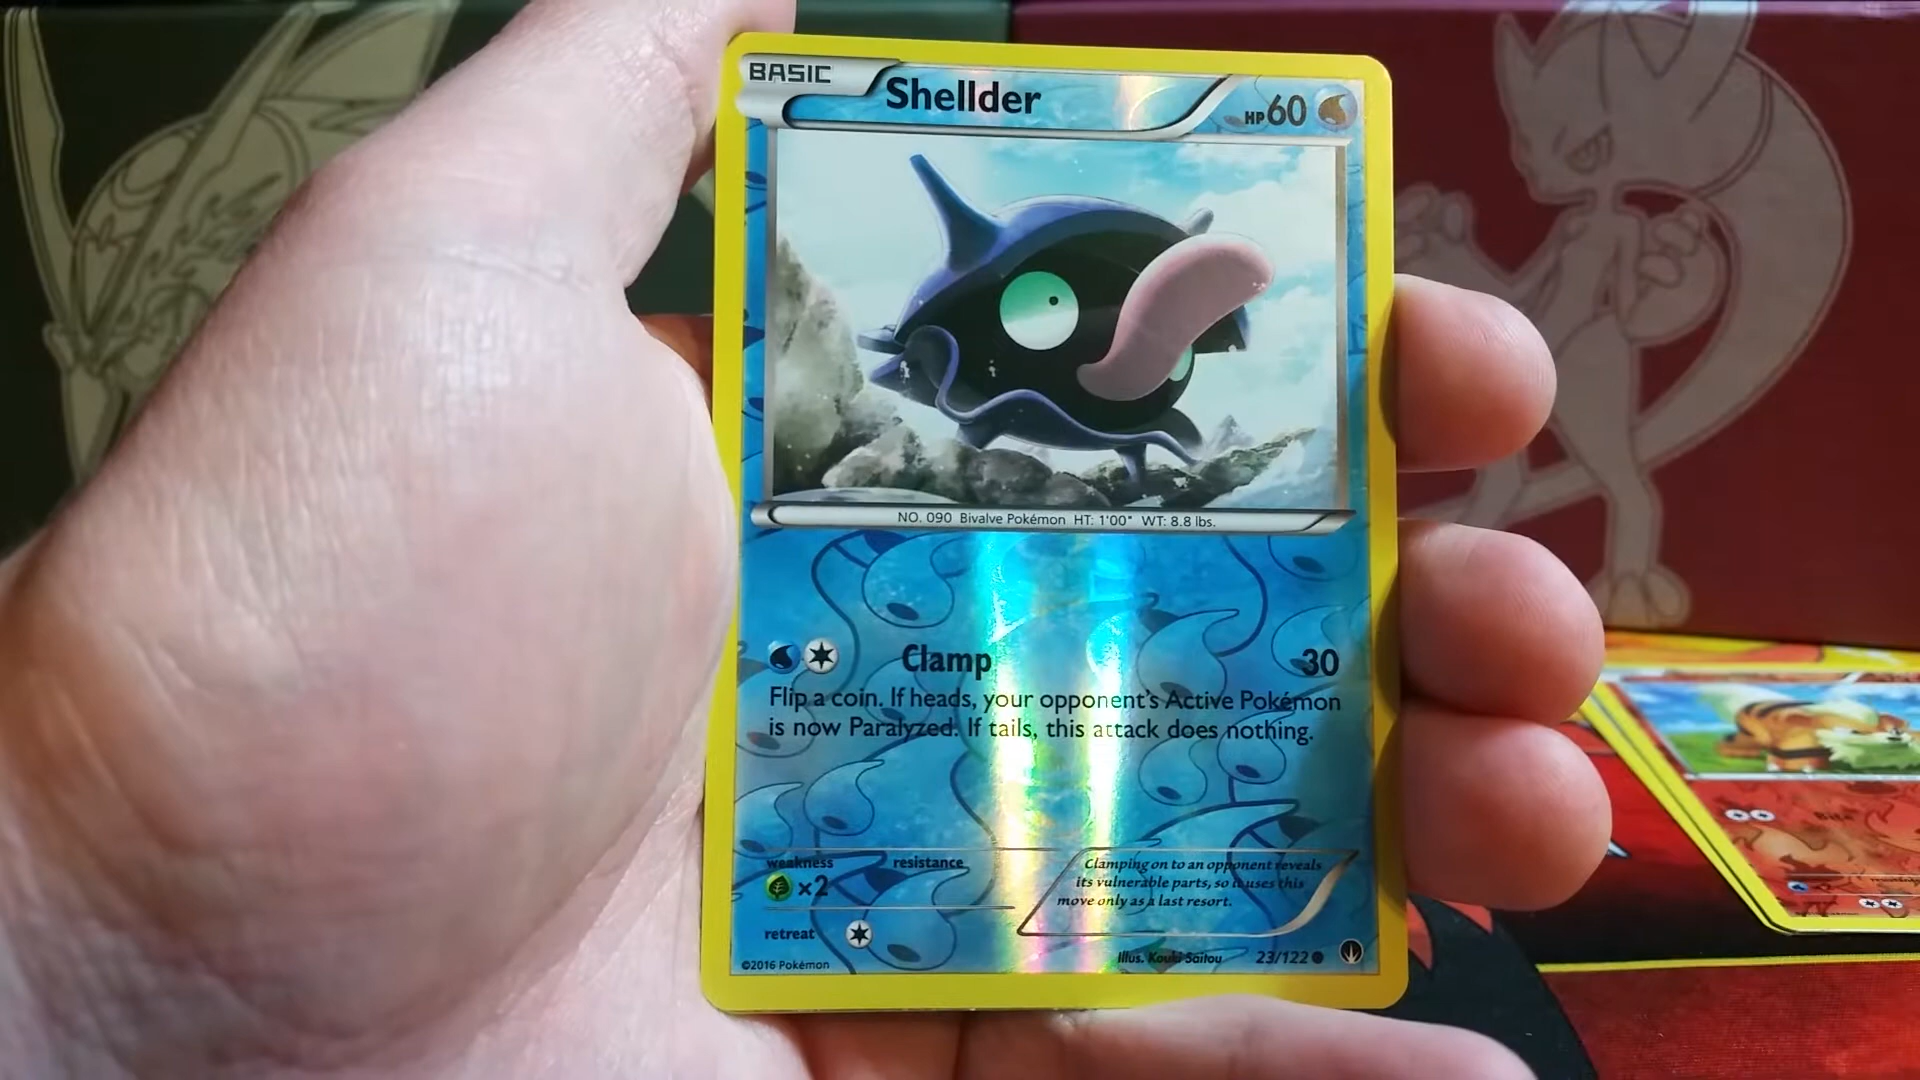 BASIC
Shellder
HP60
NO. 090 Bivalve Pokémon HT: 1'00" WT: 8.8 lbs.
Clamp 30
Flip a coin. If heads, your opponent's Active Pokémon
is now Paralyzed. If tails, this attack does nothing.
weakness resistance
×2
retreat
Clamping on to an opponent reveals
its vulnerable parts, so it uses this
move only as a last resort.
©2016 Pokémon
Illus. Kouki Saitou 23/122
Bite